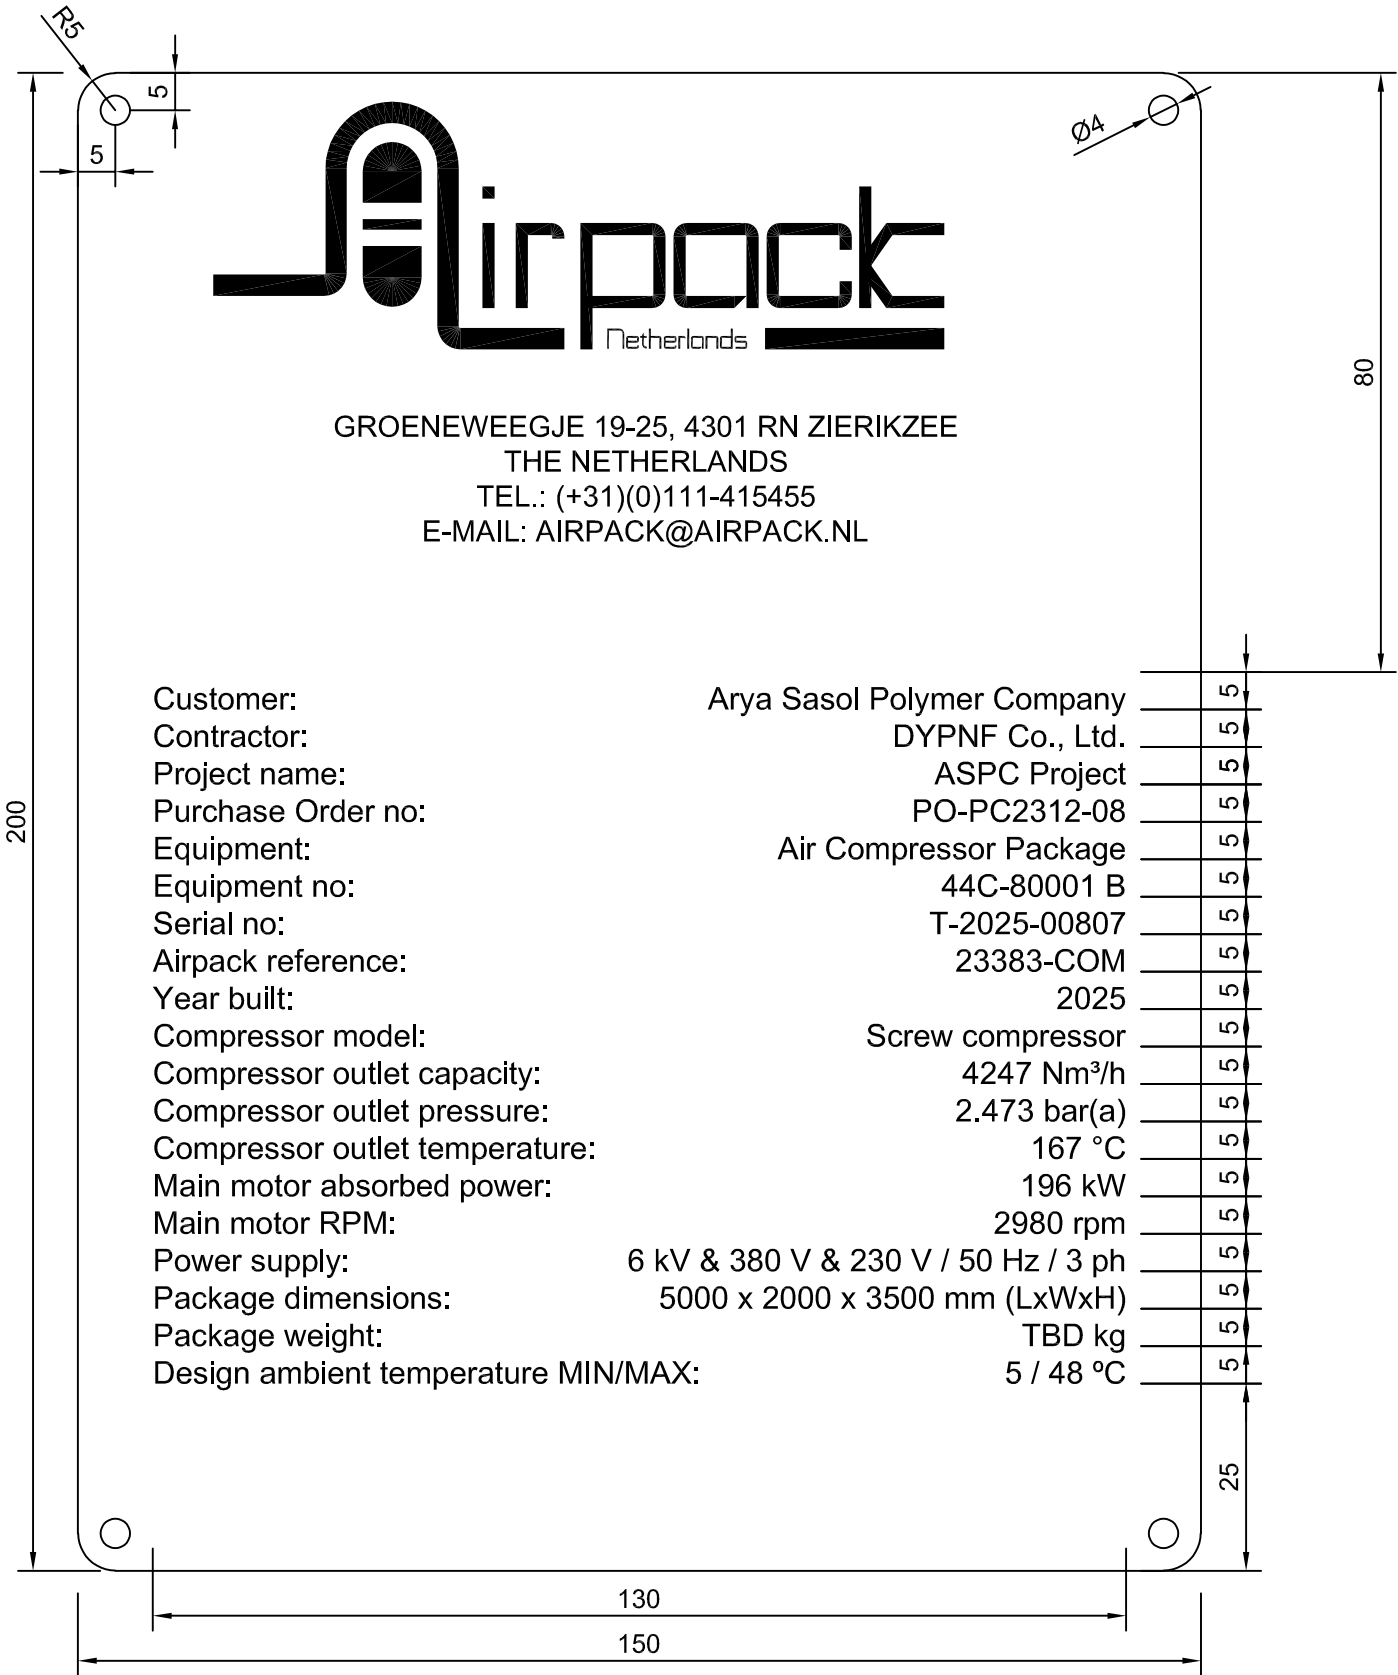 R5
5
5
Ø4
Airpack
Netherlands
80
GROENEWEEGJE 19-25, 4301 RN ZIERIKZEE
THE NETHERLANDS
TEL.: (+31)(0)111-415455
E-MAIL: AIRPACK@AIRPACK.NL
200
Customer: Arya Sasol Polymer Company 5
Contractor: DYPNF Co., Ltd. 5
Project name: ASPC Project 5
Purchase Order no: PO-PC2312-08 5
Equipment: Air Compressor Package 5
Equipment no: 44C-80001 B 5
Serial no: T-2025-00807 5
Airpack reference: 23383-COM 5
Year built: 2025 5
Compressor model: Screw compressor 5
Compressor outlet capacity: 4247 Nm³/h 5
Compressor outlet pressure: 2.473 bar(a) 5
Compressor outlet temperature: 167 °C 5
Main motor absorbed power: 196 kW 5
Main motor RPM: 2980 rpm 5
Power supply: 6 kV & 380 V & 230 V / 50 Hz / 3 ph 5
Package dimensions: 5000 x 2000 x 3500 mm (LxWxH) 5
Package weight: TBD kg 5
Design ambient temperature MIN/MAX: 5 / 48 ºC 5
25
130
150